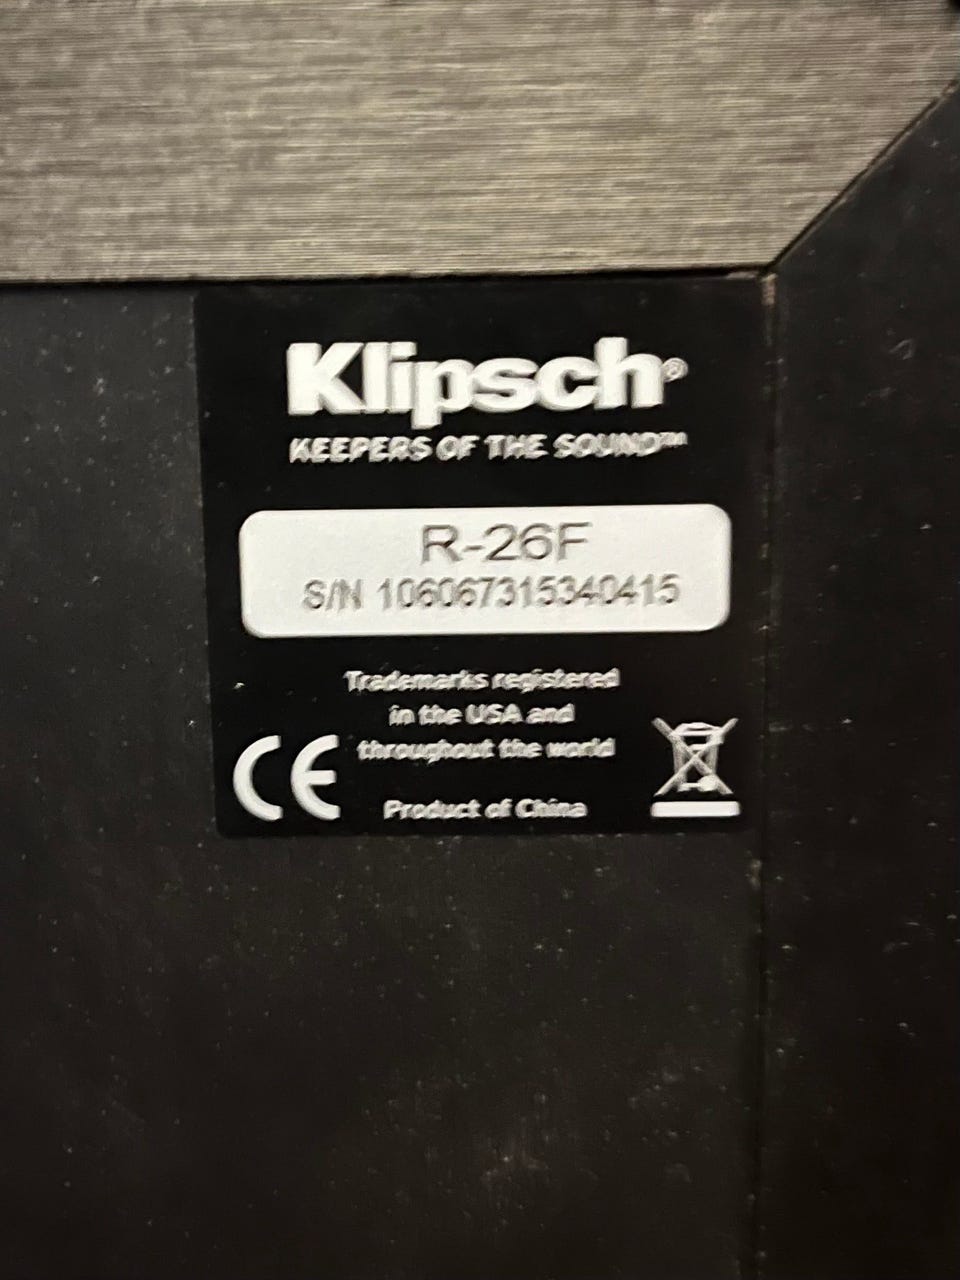 Klipsch®
KEEPERS OF THE SOUND™
R-26F
S/N 106067315340415
Trademarks registered
in the USA and
throughout the world
CE
Product of China